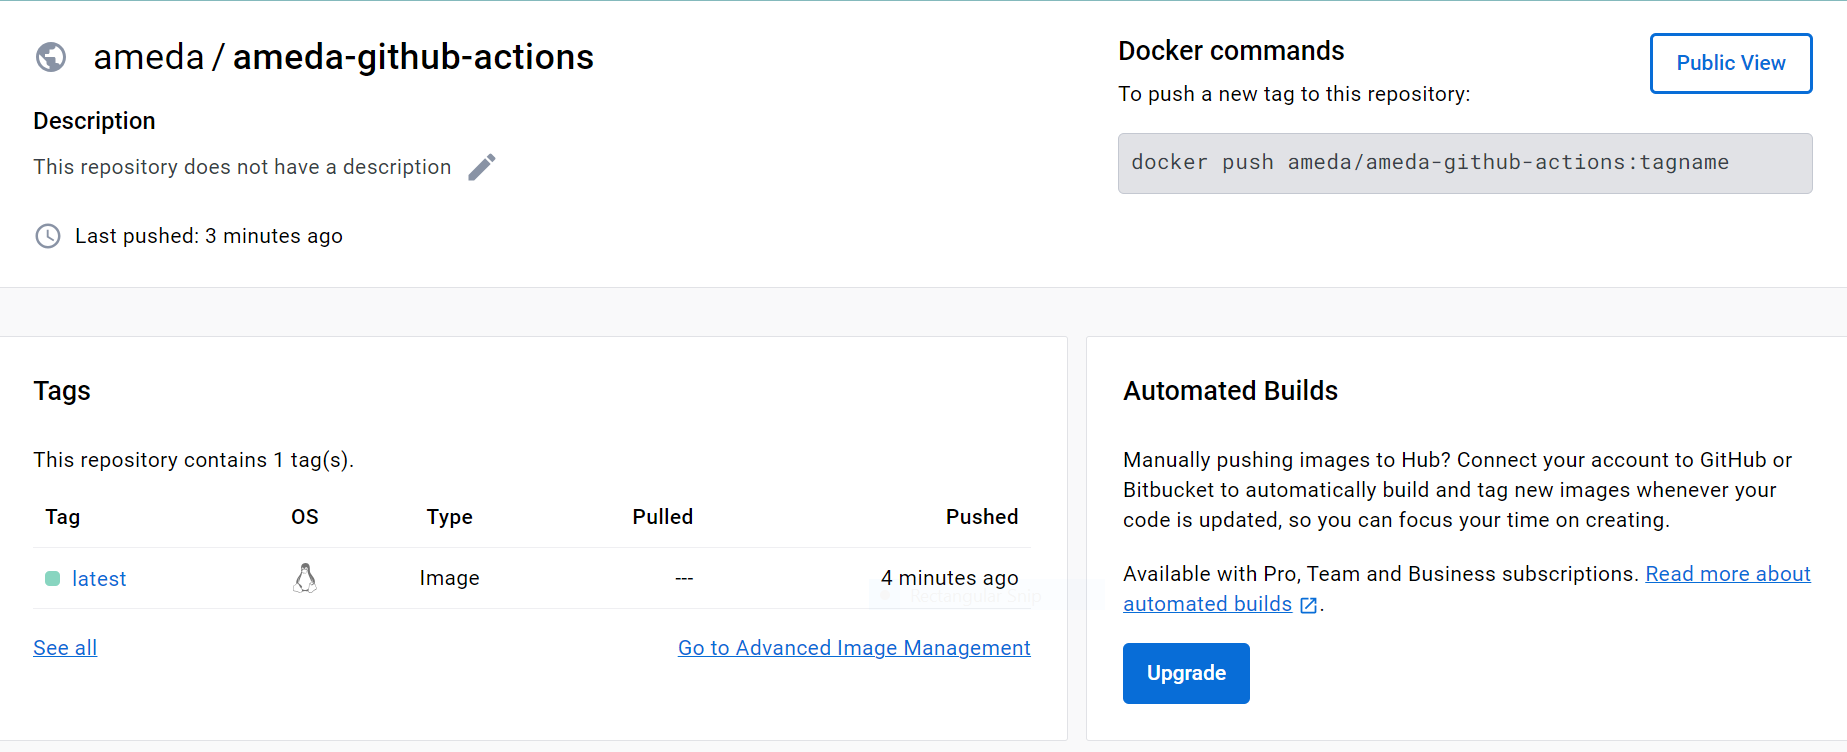 ameda / ameda-github-actions
Description
This repository does not have a description
Last pushed: 3 minutes ago
Docker commands
Public View
To push a new tag to this repository:
docker push ameda/ameda-github-actions:tagname
Tags
This repository contains 1 tag(s).
Tag OS Type Pulled Pushed
latest Image --- 4 minutes ago
Rectangular Snip
See all Go to Advanced Image Management
Automated Builds
Manually pushing images to Hub? Connect your account to GitHub or
Bitbucket to automatically build and tag new images whenever your
code is updated, so you can focus your time on creating.
Available with Pro, Team and Business subscriptions. Read more about
automated builds .
Upgrade